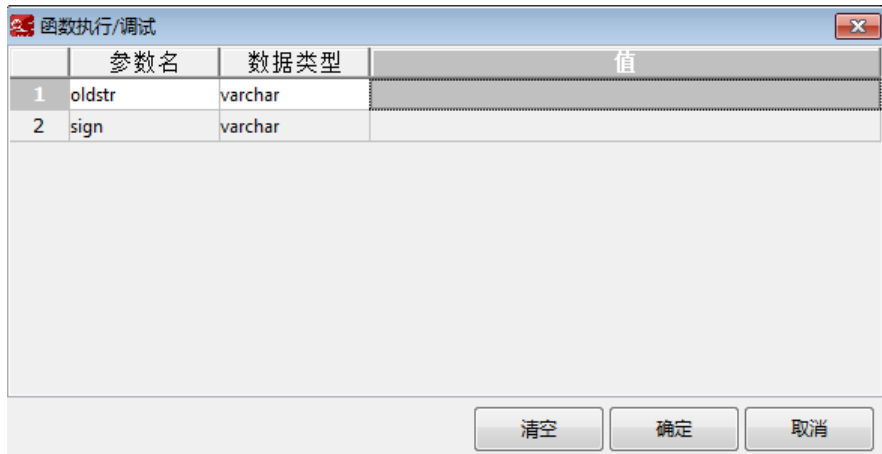 函数执行/调试
参数名 数据类型 值
1 oldstr varchar
2 sign varchar
清空 确定 取消